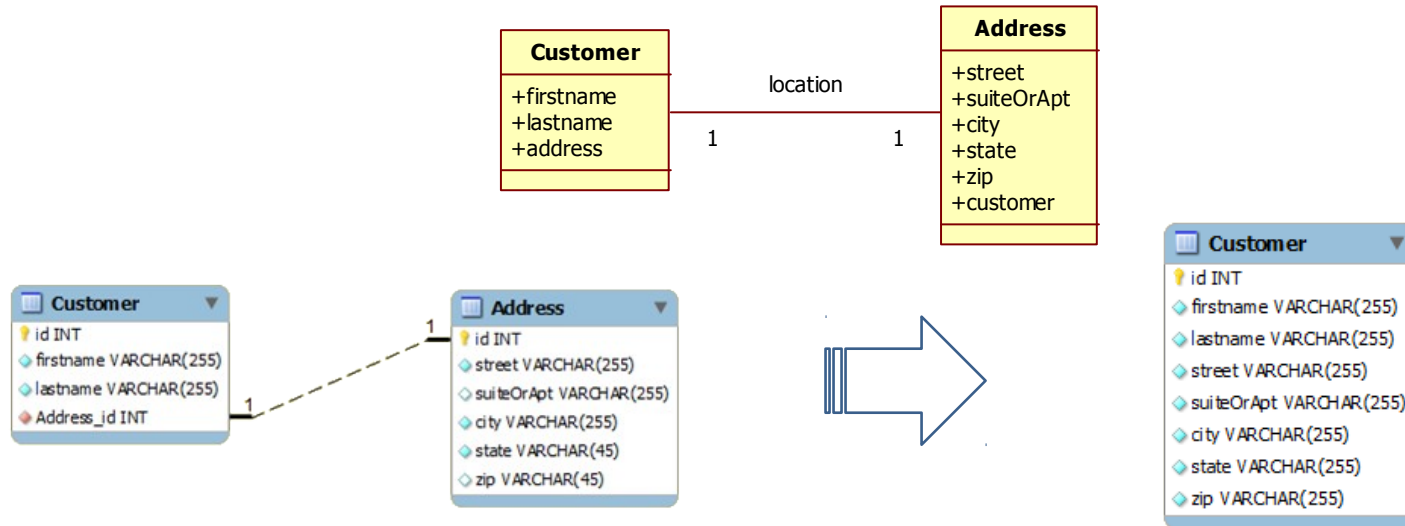 Customer
+firstname
+lastname
+address
location
1
1
Address
+street
+suiteOrApt
+city
+state
+zip
+customer
Customer
id INT
firstname VARCHAR(255)
lastname VARCHAR(255)
Address_id INT
1
1
Address
id INT
street VARCHAR(255)
suiteOrApt VARCHAR(255)
city VARCHAR(255)
state VARCHAR(45)
zip VARCHAR(45)
Customer
id INT
firstname VARCHAR(255)
lastname VARCHAR(255)
street VARCHAR(255)
suiteOrApt VARCHAR(255)
city VARCHAR(255)
state VARCHAR(255)
zip VARCHAR(255)